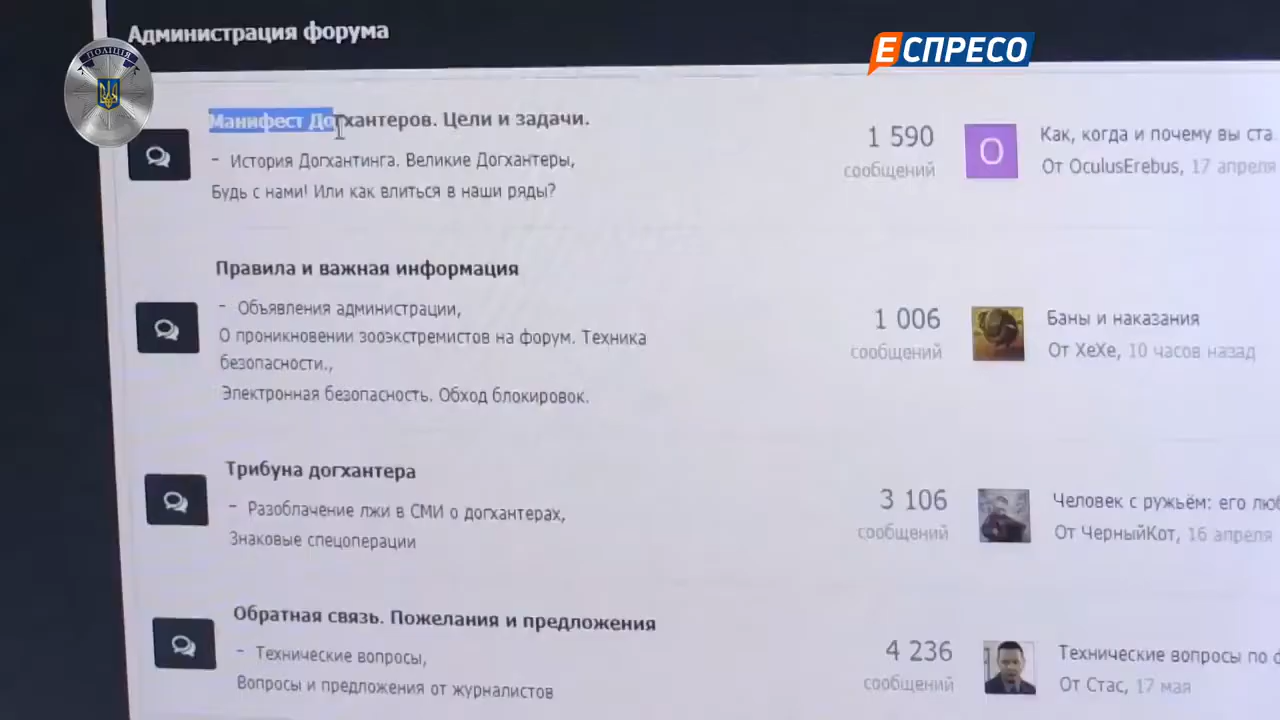 Администрация форума
ПОЛІЦІЯ
ЕСПРЕСО
Манифест Догхантеров. Цели и задачи.
- История Догхантинга. Великие Догхантеры,
Будь с нами! Или как влиться в наши ряды?
1 590
сообщений
О
Как, когда и почему вы ста
От OculusErebus, 17 апреля
Правила и важная информация
- Объявления администрации,
О проникновении зооэкстремистов на форум. Техника
безопасности.,
Электронная безопасность. Обход блокировок.
1 006
сообщений
Баны и наказания
От ХеХе, 10 часов назад
Трибуна догхантера
- Разоблачение лжи в СМИ о догхантерах,
Знаковые спецоперации
3 106
сообщений
Человек с ружьём: его лю
От ЧерныйКот, 16 апреля
Обратная связь. Пожелания и предложения
- Технические вопросы,
Вопросы и предложения от журналистов
4 236
сообщений
Технические вопросы по
От Стас, 17 мая